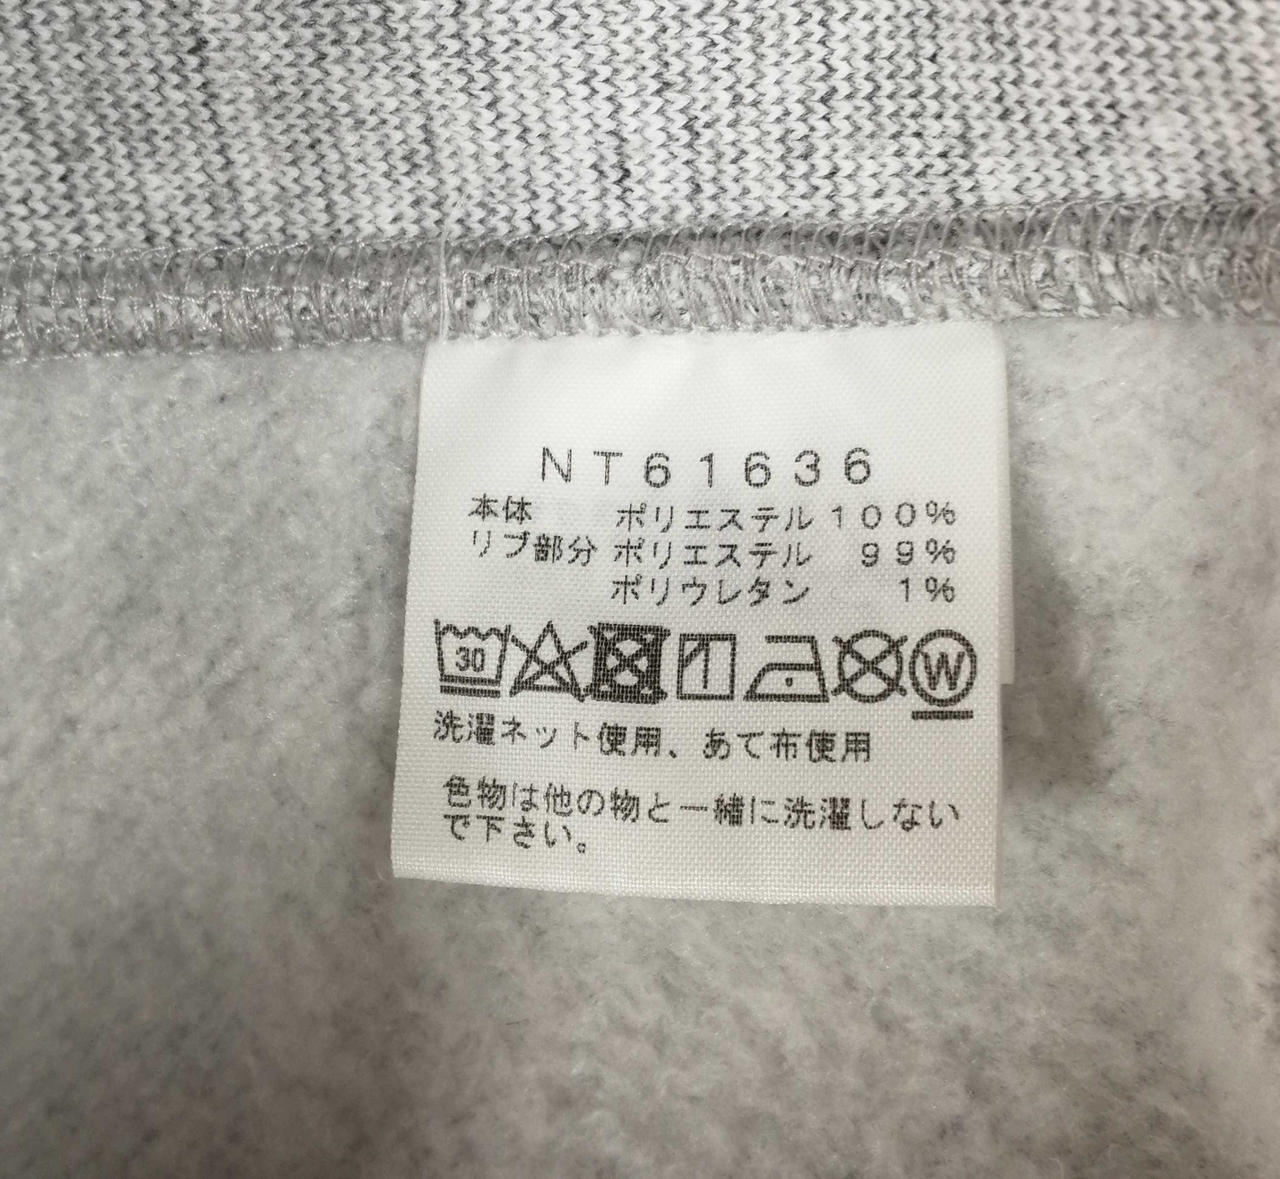 NT61636
本体 ポリエステル100%
リブ部分 ポリエステル 99%
ポリウレタン 1%
30 W
洗濯ネット使用、あて布使用
色物は他の物と一緒に洗濯しない
で下さい。